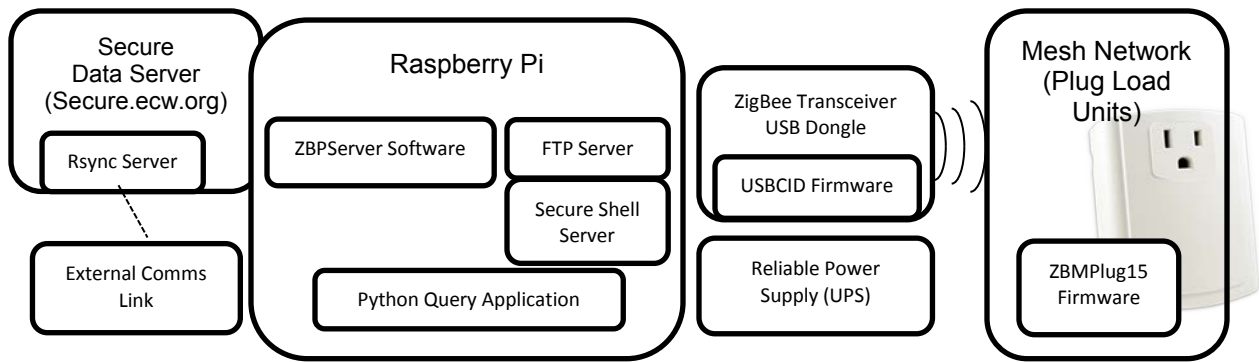 Secure
Data Server
(Secure.ecw.org)
Rsync Server
External Comms
Link
Raspberry Pi
ZBPServer Software
FTP Server
Secure Shell
Server
Python Query Application
ZigBee Transceiver
USB Dongle
USBCID Firmware
Reliable Power
Supply (UPS)
Mesh Network
(Plug Load
Units)
ZBMPlug15
Firmware